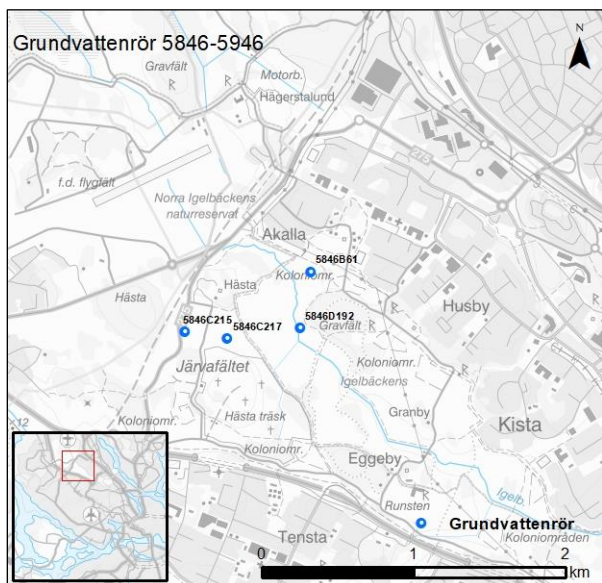 Grundvattenrör 5846-5946
N
Gravfält
R
Motorb.
Hägerstalund
R
f.d. flygfält
275
Norra Igelbäckens
naturreservat
Akalla
R
5846B61
Koloniomr.
Hästa
Hästa
Husby
5846C215
5846C217
5846D192
Gravfält
R
Järvafältet
Koloniomr.
Igelbäckens
Hästa träsk
Granby
R
12
Koloniomr.
Koloniomr.
Kista
Eggeby
Igelb.
Runsten
R
Grundvattenrör
Tensta
Koloniområden
0 1 2
km